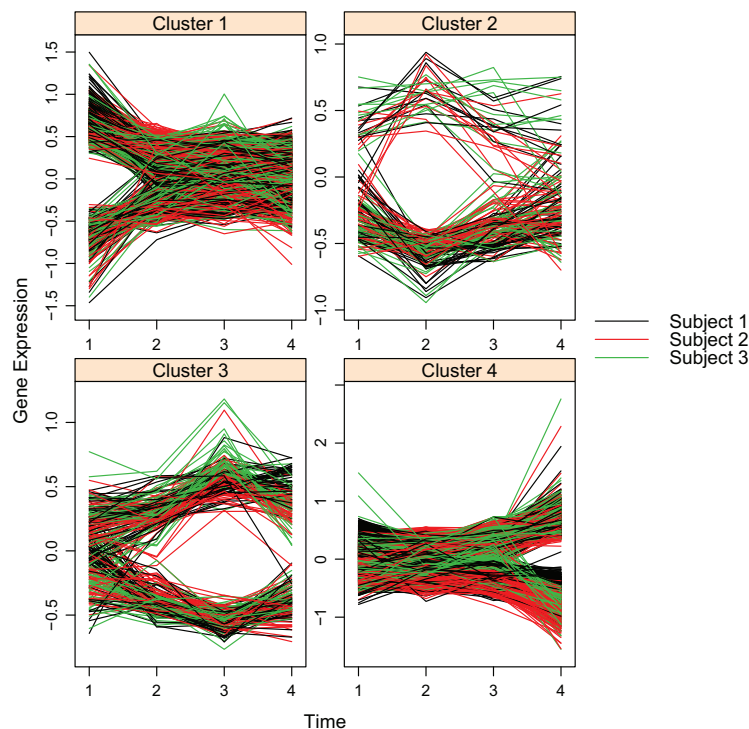 Cluster 1
Cluster 2
1.5
1.0
0.5
0.0
−0.5
−1.0
−1.5
1.0
0.5
0.0
−0.5
−1.0
1 2 3 4
1 2 3 4
Gene Expression
Subject 1
Subject 2
Subject 3
Cluster 3
Cluster 4
1.0
0.5
0.0
−0.5
2
1
0
−1
1 2 3 4
1 2 3 4
Time